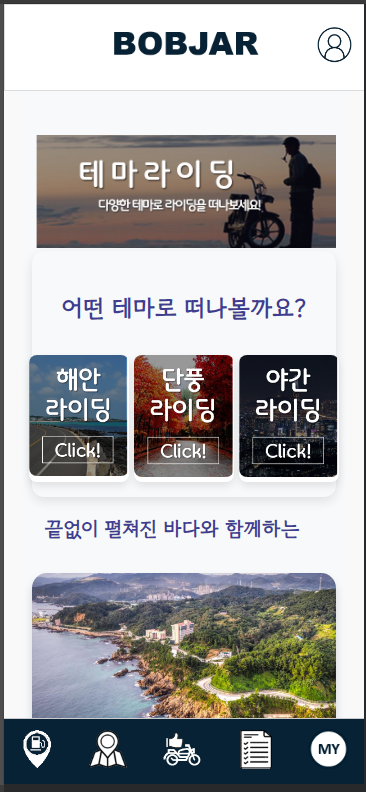 BOBJAR
테마라이딩
다양한 테마로 라이딩을 떠나보세요!
어떤 테마로 떠나볼까요?
해안
라이딩
Click!
단풍
라이딩
Click!
야간
라이딩
Click!
끝없이 펼쳐진 바다와 함께하는
MY